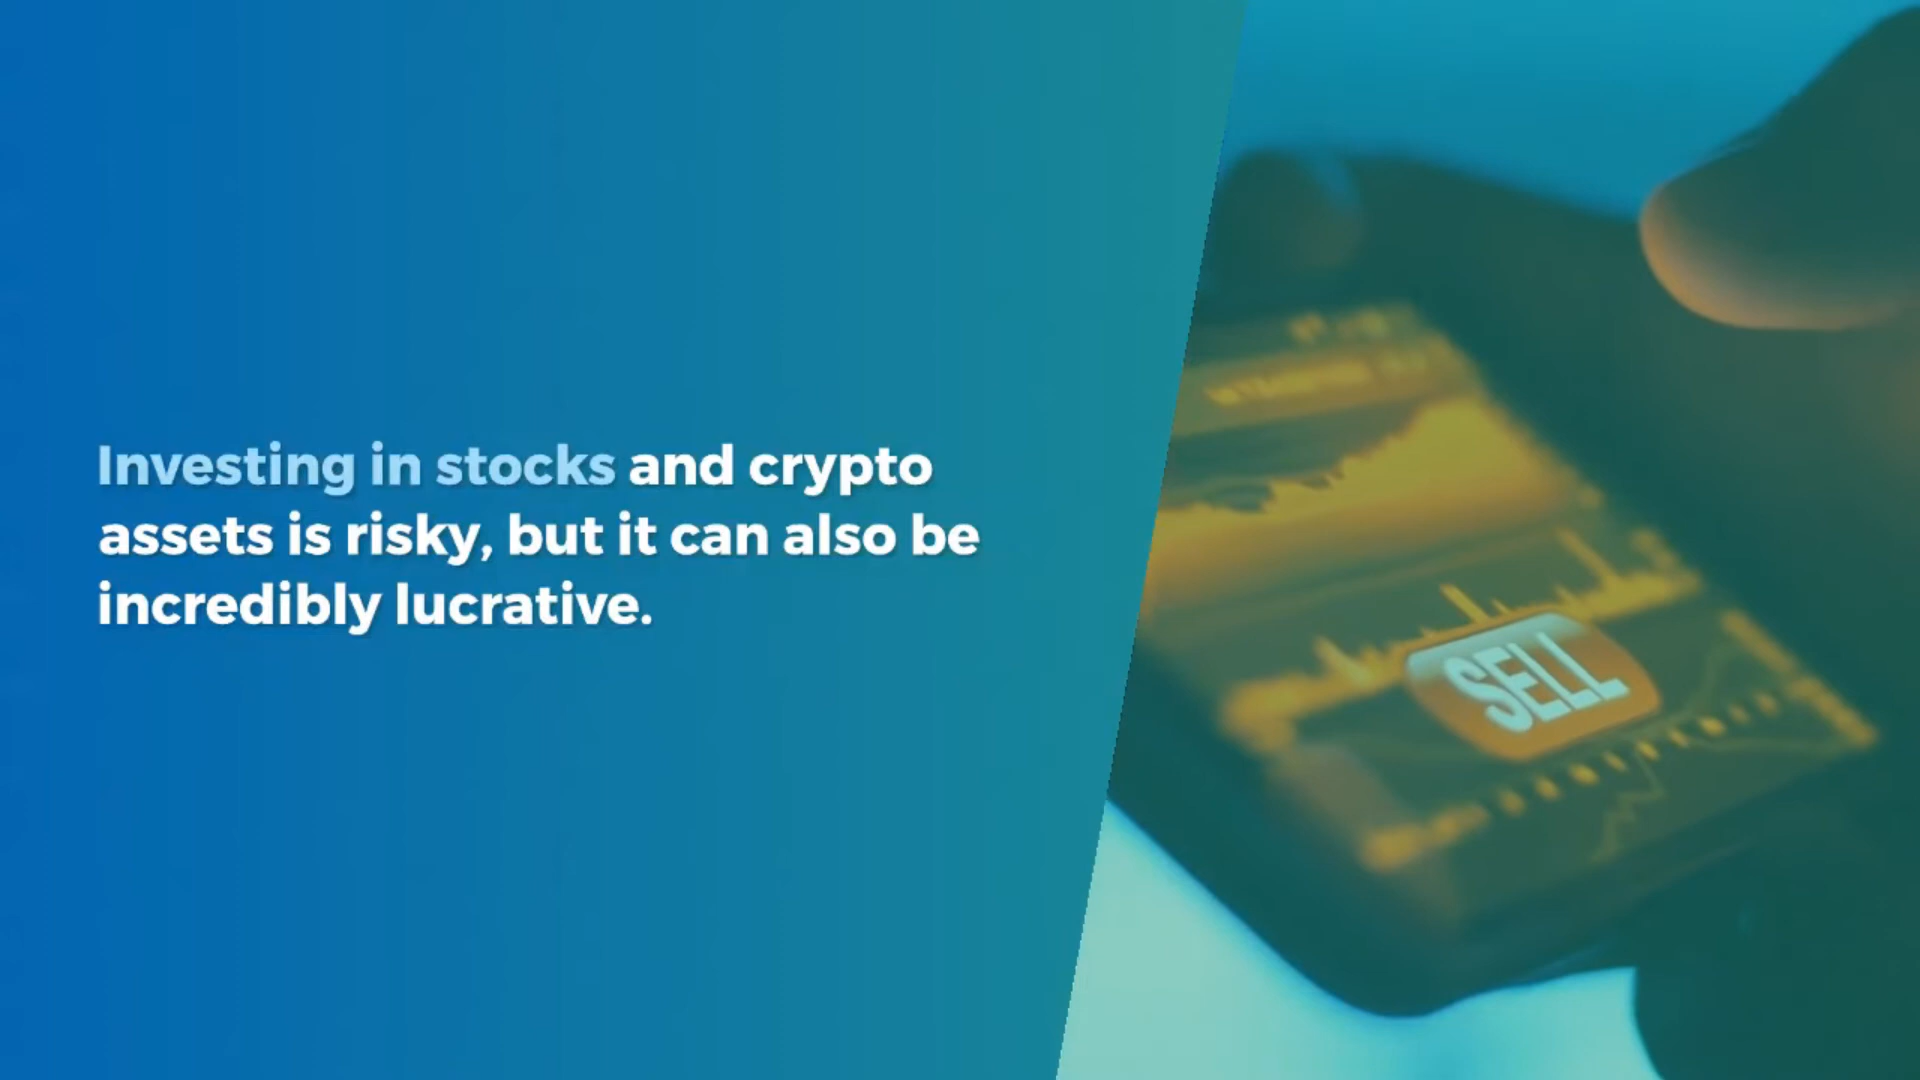 Investing in stocks and crypto
assets is risky, but it can also be
incredibly lucrative.
SELL